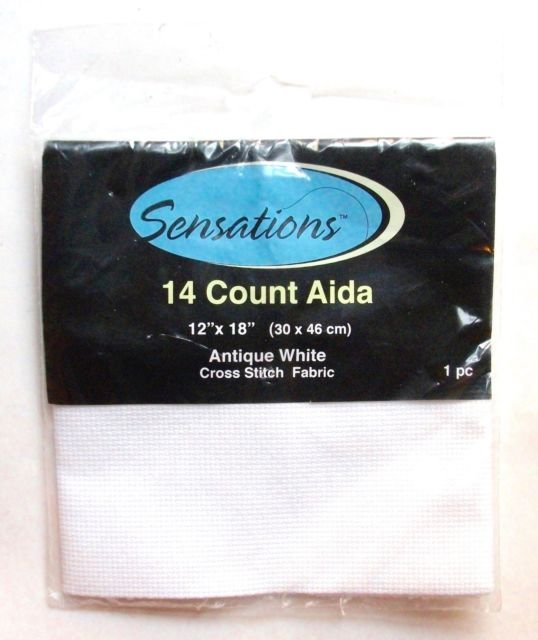 Sensations™
14 Count Aida
12”x 18” (30 x 46 cm)
Antique White
Cross Stitch Fabric
1 pc